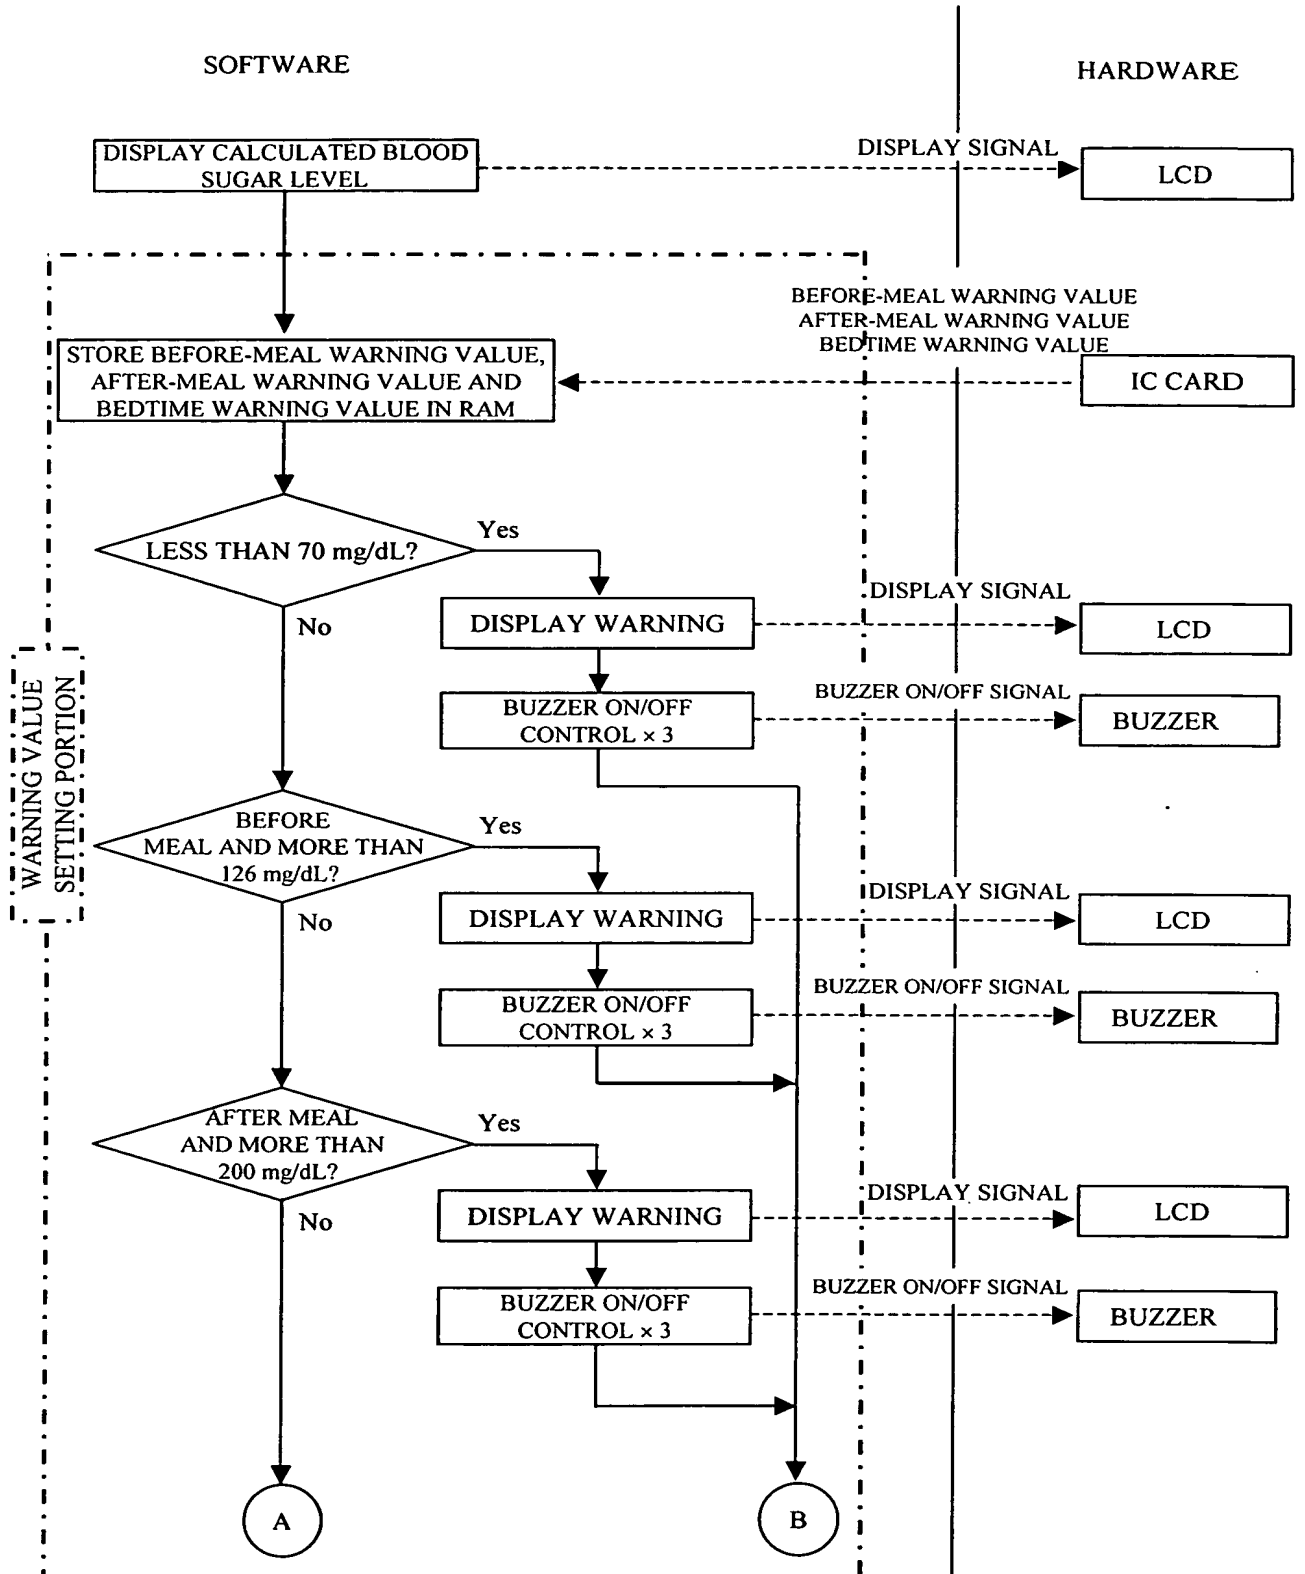 SOFTWARE
HARDWARE
DISPLAY CALCULATED BLOOD
SUGAR LEVEL
DISPLAY SIGNAL
LCD
BEFORE-MEAL WARNING VALUE
AFTER-MEAL WARNING VALUE
BEDTIME WARNING VALUE
STORE BEFORE-MEAL WARNING VALUE,
AFTER-MEAL WARNING VALUE AND
BEDTIME WARNING VALUE IN RAM
IC CARD
LESS THAN 70 mg/dL?
Yes
No
DISPLAY WARNING
DISPLAY SIGNAL
LCD
BUZZER ON/OFF
CONTROL × 3
BUZZER ON/OFF SIGNAL
BUZZER
WARNING VALUE
SETTING PORTION
BEFORE
MEAL AND MORE THAN
126 mg/dL?
Yes
No
DISPLAY WARNING
DISPLAY SIGNAL
LCD
BUZZER ON/OFF
CONTROL × 3
BUZZER ON/OFF SIGNAL
BUZZER
AFTER MEAL
AND MORE THAN
200 mg/dL?
Yes
No
DISPLAY WARNING
DISPLAY SIGNAL
LCD
BUZZER ON/OFF
CONTROL × 3
BUZZER ON/OFF SIGNAL
BUZZER
A
B